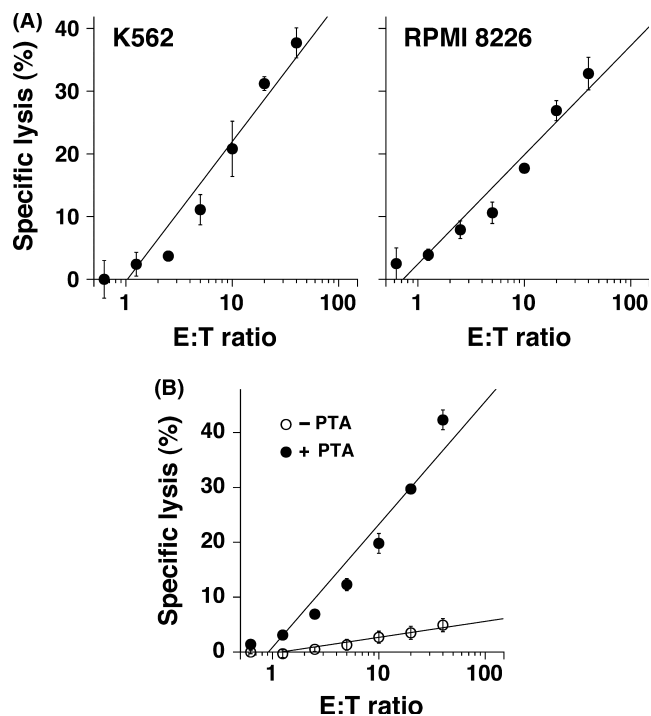 (A)
K562
RPMI 8226
Specific lysis (%)
40
30
20
10
0
1
10
100
1
10
100
E:T ratio
E:T ratio
(B)
− PTA
+ PTA
Specific lysis (%)
40
30
20
10
0
1
10
100
E:T ratio